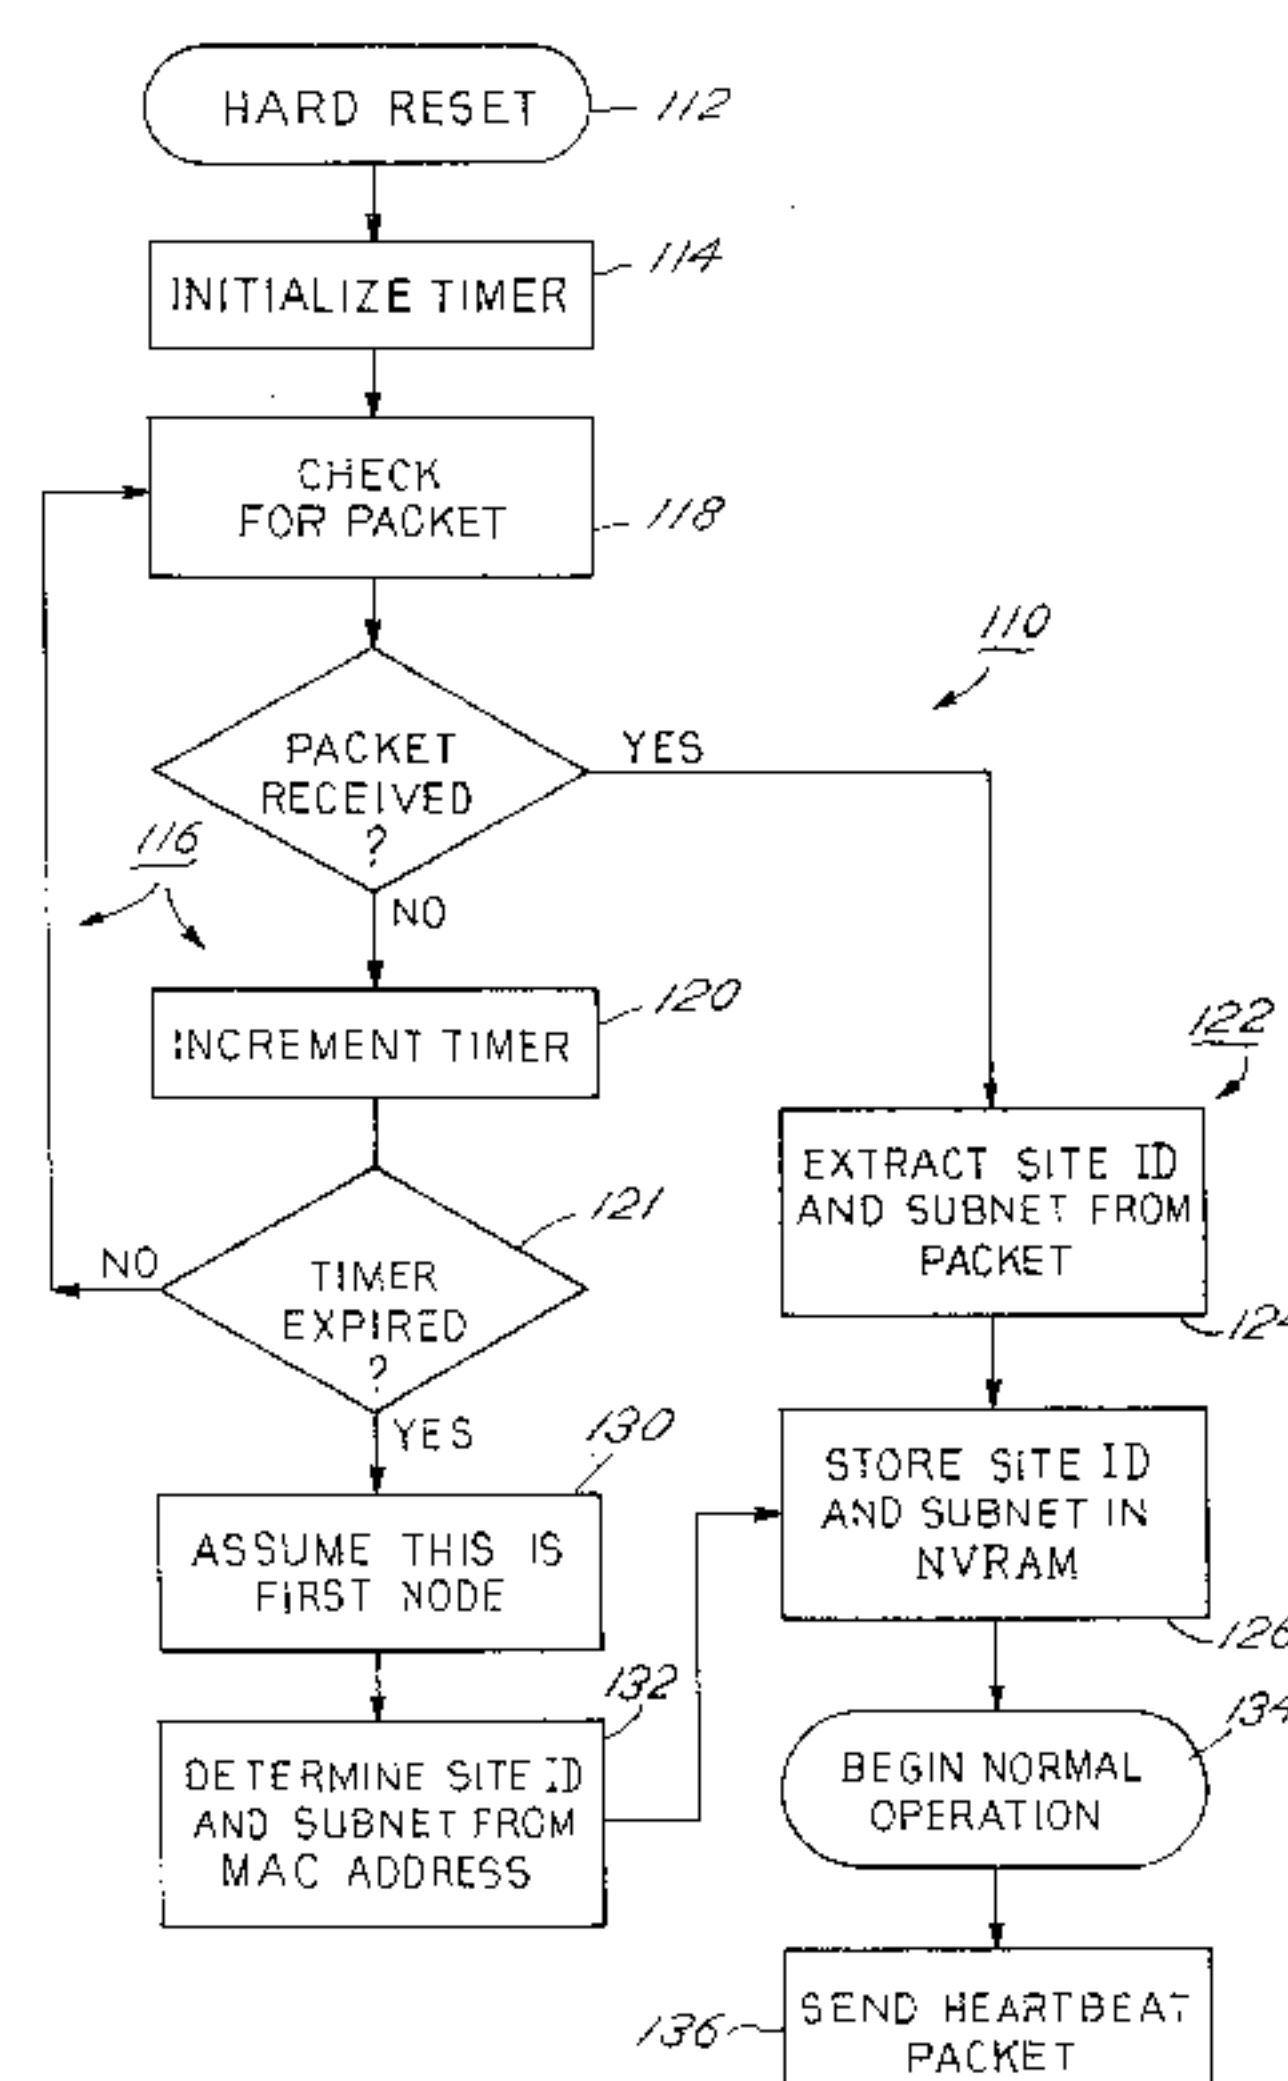 HARD RESET
112
INITIALIZE TIMER
114
CHECK
FOR PACKET
118
110
PACKET
RECEIVED
?
YES
116
NO
INCREMENT TIMER
120
122
EXTRACT SITE ID
AND SUBNET FROM
PACKET
124
121
NO
TIMER
EXPIRED
?
YES
130
STORE SITE ID
AND SUBNET IN
NVRAM
126
ASSUME THIS IS
FIRST NODE
132
134
DETERMINE SITE ID
AND SUBNET FROM
MAC ADDRESS
BEGIN NORMAL
OPERATION
SEND HEARTBEAT
PACKET
136